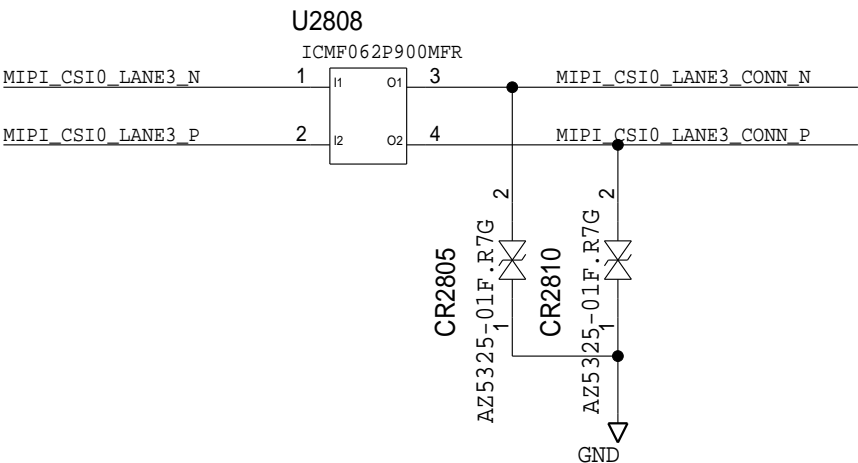 U2808
ICMF062P900MFR
MIPI_CSI0_LANE3_N 1 I1 O1 3 MIPI_CSI0_LANE3_CONN_N
MIPI_CSI0_LANE3_P 2 I2 O2 4 MIPI_CSI0_LANE3_CONN_P
2
CR2805
AZ5325-01F.R7G
1
2
CR2810
AZ5325-01F.R7G
1
GND